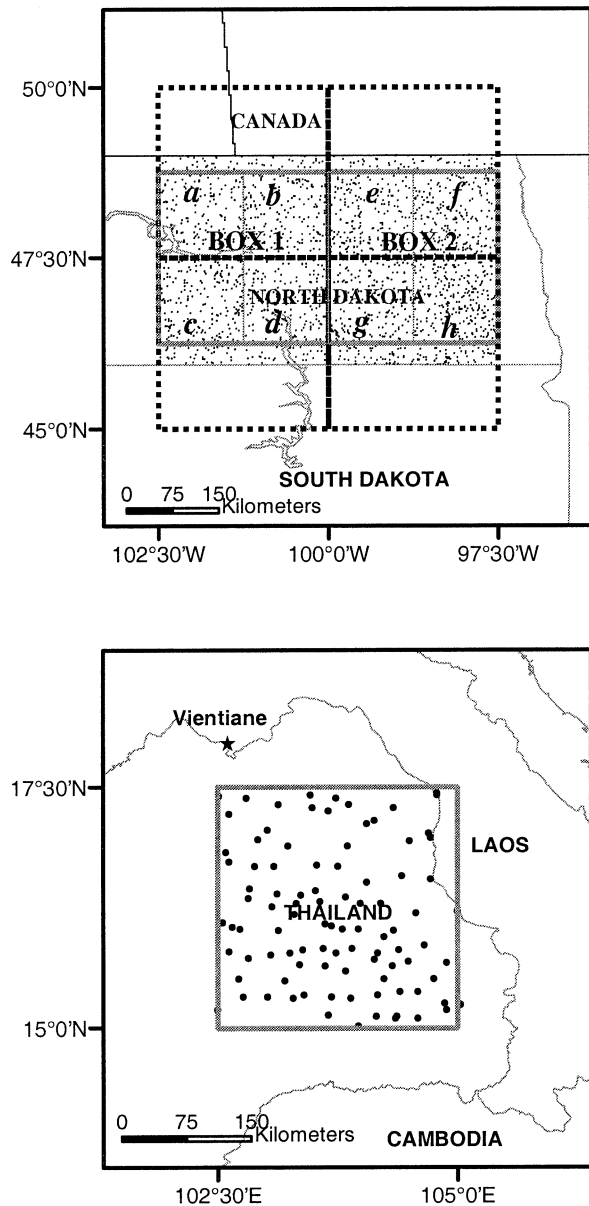 50°0'N
CANADA
a b e f
BOX 1 BOX 2
47°30'N
NORTH DAKOTA
c d g h
45°0'N
SOUTH DAKOTA
0 75 150
Kilometers
102°30'W 100°0'W 97°30'W
Vientiane
17°30'N
LAOS
THAILAND
15°0'N
0 75 150
Kilometers
CAMBODIA
102°30'E 105°0'E